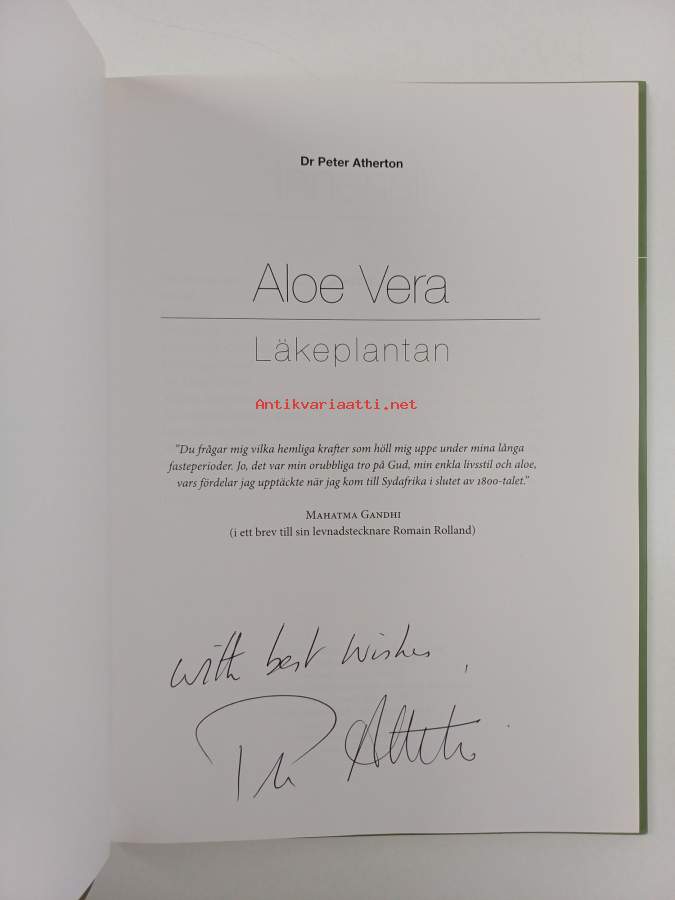 Dr Peter Atherton
Aloe Vera
Läkeplantan
Antikvariaatti.net
"Du frågar mig vilka hemliga krafter som höll mig uppe under mina långa
fasteperioder. Jo, det var min orubbliga tro på Gud, min enkla livsstil och aloe,
vars fördelar jag upptäckte när jag kom till Sydafrika i slutet av 1800-talet."
Mahatma Gandhi
(i ett brev till sin levnadstecknare Romain Rolland)
with best wishes,